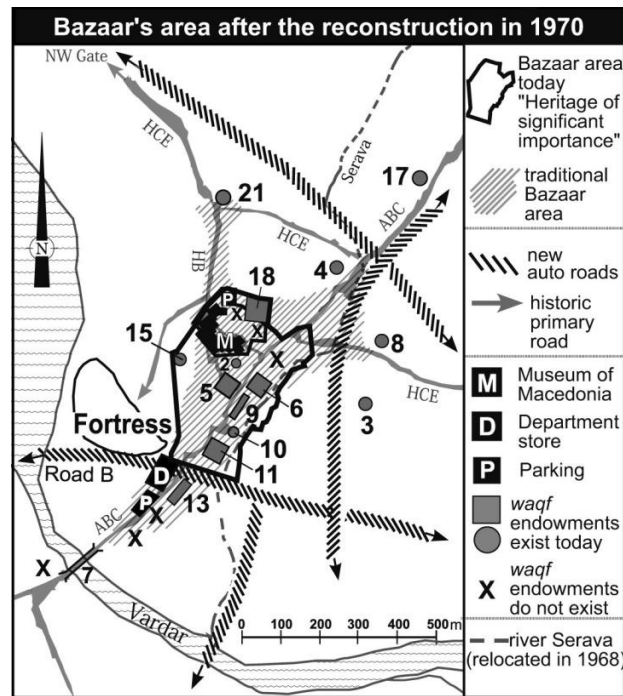 Bazaar's area after the reconstruction in 1970
NW Gate
HCE
Serava
17
ABC
21
HCE
4
HB
18
P
X
X
M
15
2
X
8
5
9
6
HCE
3
Fortress
10
11
D
Road B
P
13
X
ABC
X
X
7
Vardar
N
0 100 200 300 400 500m
Bazaar area
today
"Heritage of
significant
importance"
traditional
Bazaar
area
new
auto roads
historic
primary
road
M Museum of
Macedonia
D Department
store
P Parking
waqf
endowments
exist today
X waqf
endowments
do not exist
river Serava
(relocated in 1968)